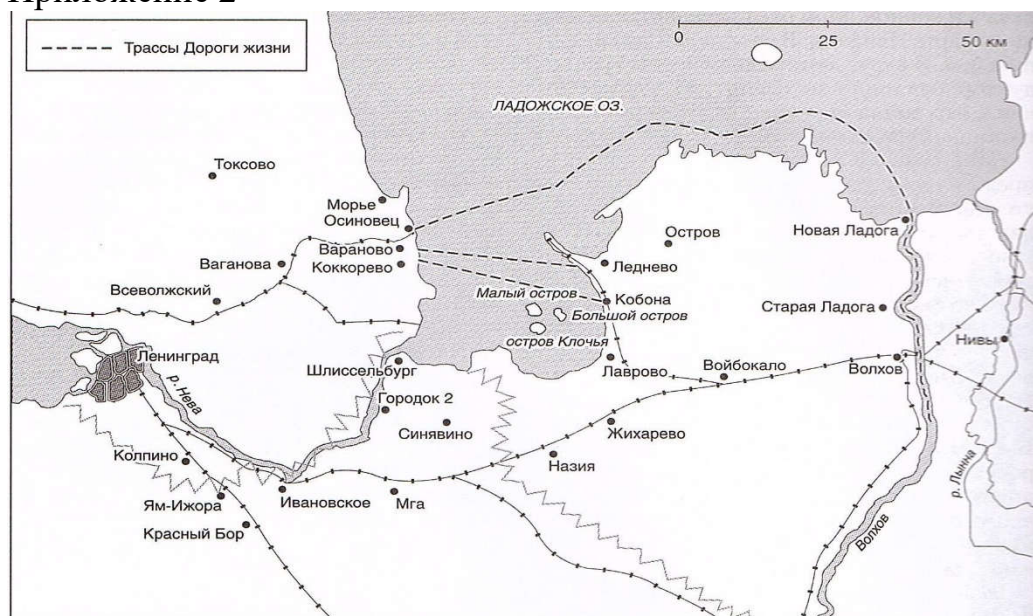 Приложение 2
Трассы Дороги жизни
0 25 50 км
ЛАДОЖСКОЕ ОЗ.
Токсово
Морье
Осиновец
Вараново
Коккорево
Ваганова
Всеволжский
Остров
Новая Ладога
Леднево
Малый остров
Кобона
Большой остров
Старая Ладога
остров Клочья
Нивы
Ленинград
Шлиссельбург
Лаврово
Войбокало
Волхов
р. Нева
Городок 2
Синявино
Жихарево
Колпино
Назия
Ям-Ижора
Ивановское
Мга
Красный Бор
р. Лынна
Волхов